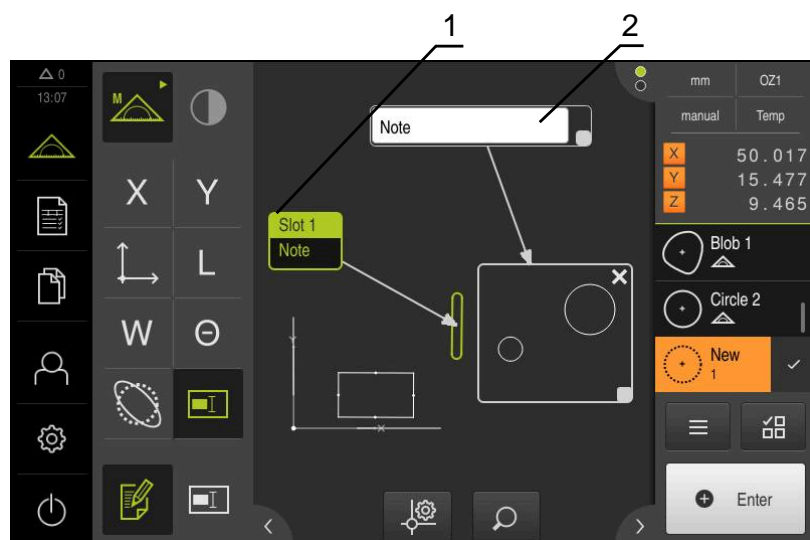 1
2
0
13:07
M
X
Y
L
W
Θ
Note
Slot 1
Note
Y
X
mm
OZ1
manual
Temp
X 50.017
Y 15.477
Z 9.465
Blob 1
Circle 2
New
1
Enter